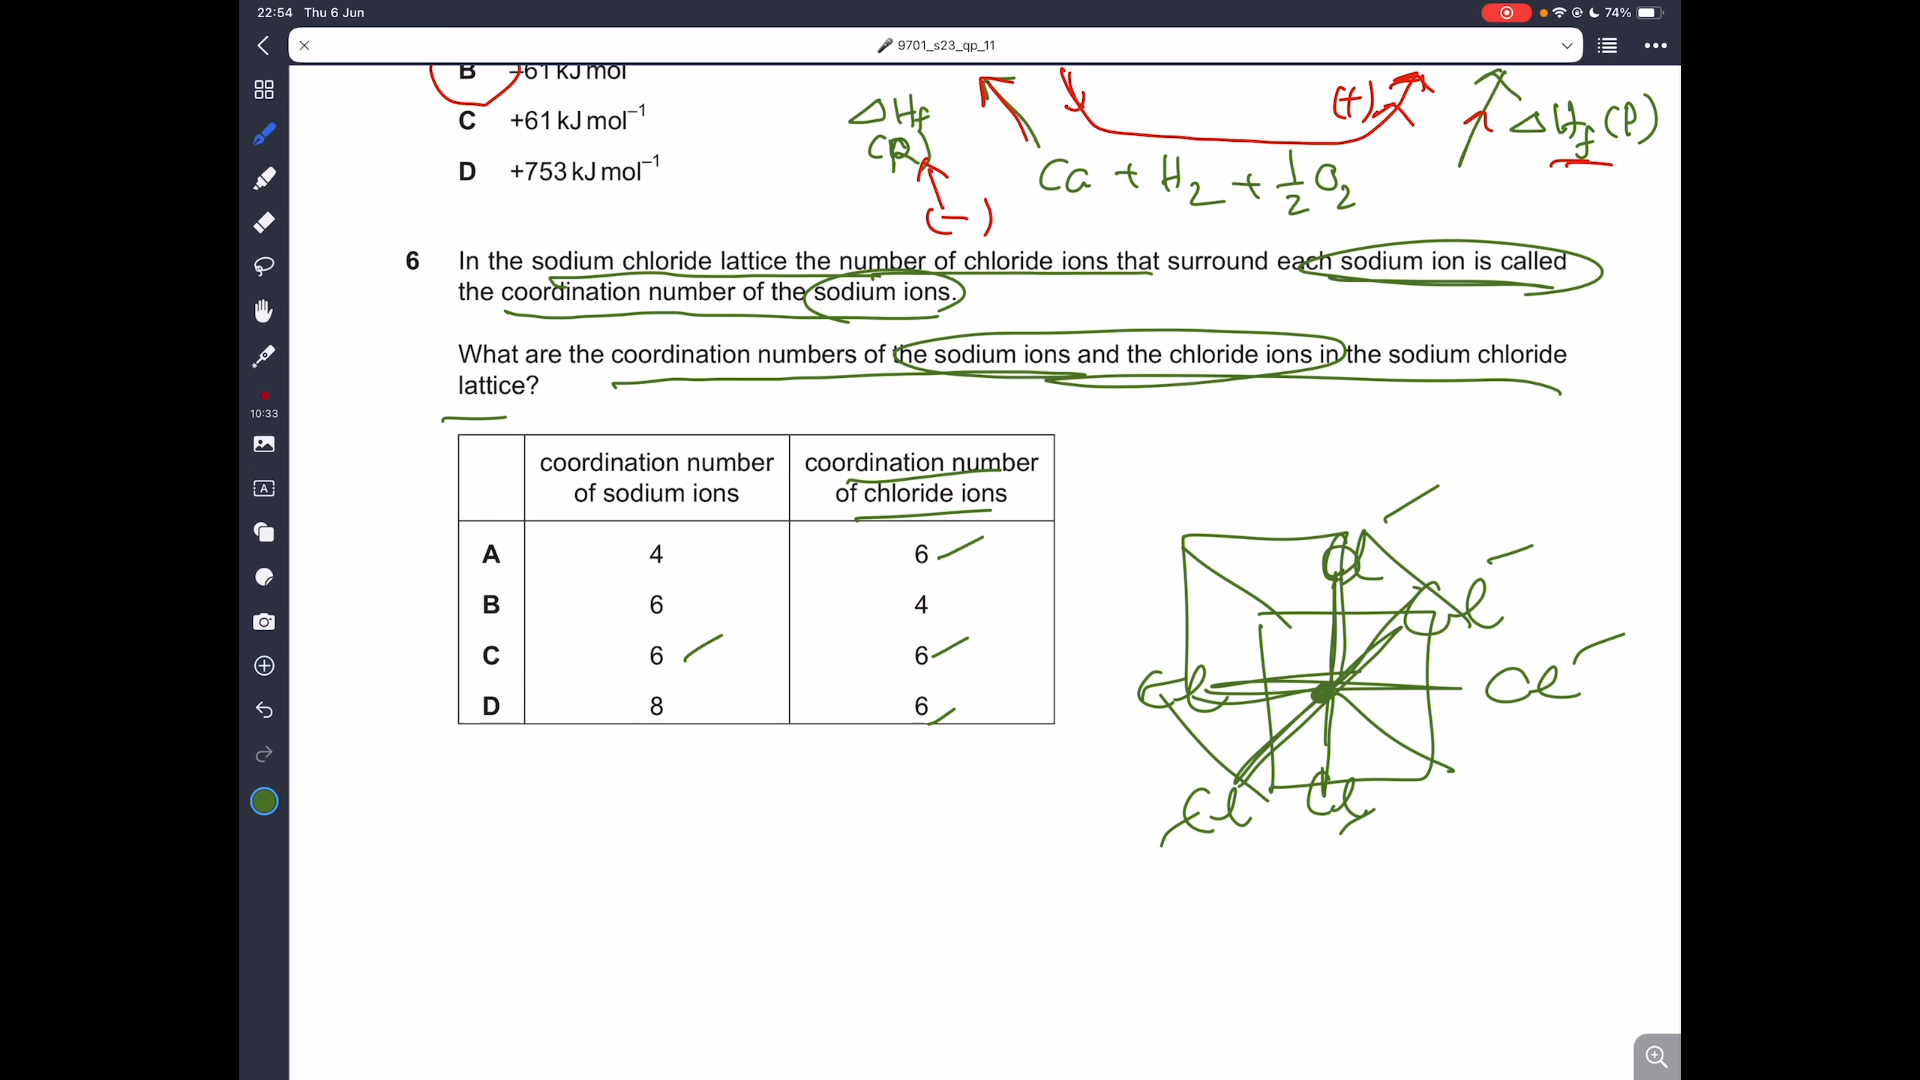 22:54 Thu 6 Jun
74%
9701_s23_qp_11
B –61 kJ mol
C +61 kJ mol⁻¹
D +753 kJ mol⁻¹
ΔHf
(R)
(–)
(+)
ΔHf (P)
Ca + H2 + 1/2 O2
6 In the sodium chloride lattice the number of chloride ions that surround each sodium ion is called
the coordination number of the sodium ions.
What are the coordination numbers of the sodium ions and the chloride ions in the sodium chloride
lattice?
10:33
coordination number of sodium ions
coordination number of chloride ions
A 4 6
B 6 4
C 6 6
D 8 6
Cl
Cl
Cl
Cl
Cl
Cl
A